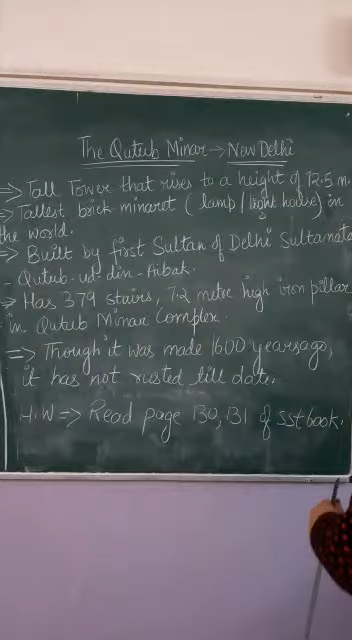 The Qutub Minar → New Delhi
=> Tall Tower that rises to a height of 72.5 m.
=> Tallest brick minaret (lamp/light house) in
the world.
=> Built by first Sultan of Delhi Sultanate
- Qutub-ud-din-Aibak.
=> Has 379 stairs, 7.2 metre high iron pillar
in Qutub Minar Complex.
=> Though it was made 1600 years ago,
it has not rusted till date.
H.W => Read page 130, 131 of sst book.